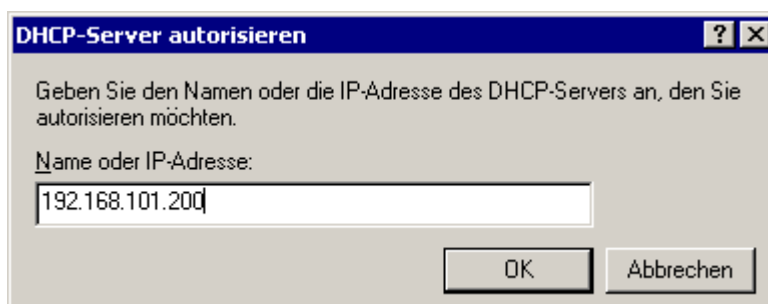 DHCP-Server autorisieren
Geben Sie den Namen oder die IP-Adresse des DHCP-Servers an, den Sie
autorisieren möchten.
Name oder IP-Adresse:
192.168.101.200
OK Abbrechen